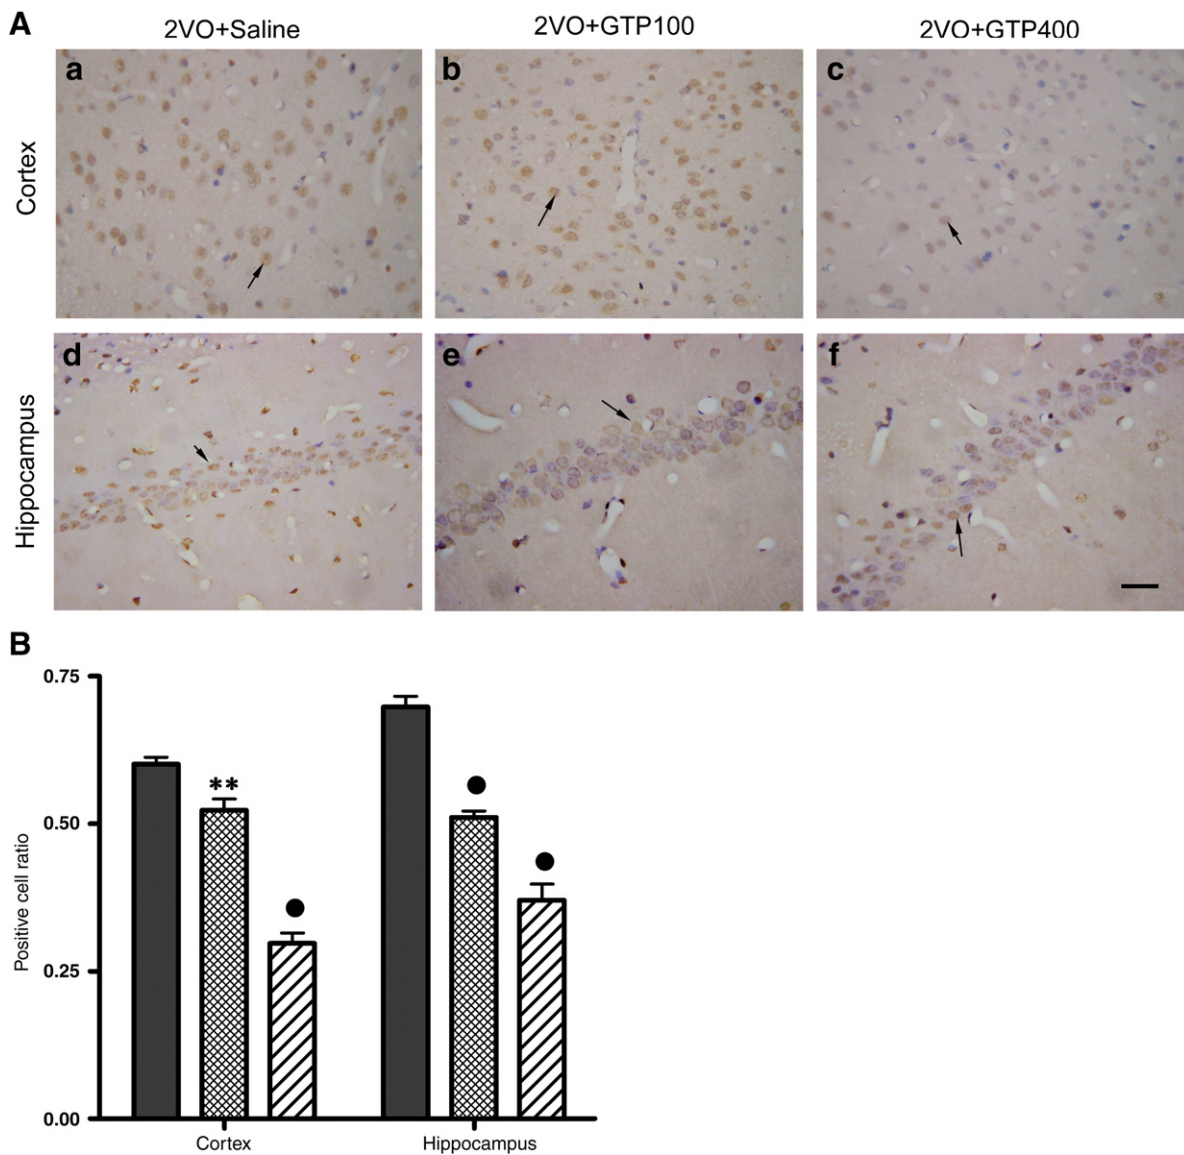 A
2VO+Saline 2VO+GTP100 2VO+GTP400
Cortex
a b c
Hippocampus
d e f
B
Positive cell ratio
0.75
0.50
0.25
0.00
**
Cortex Hippocampus